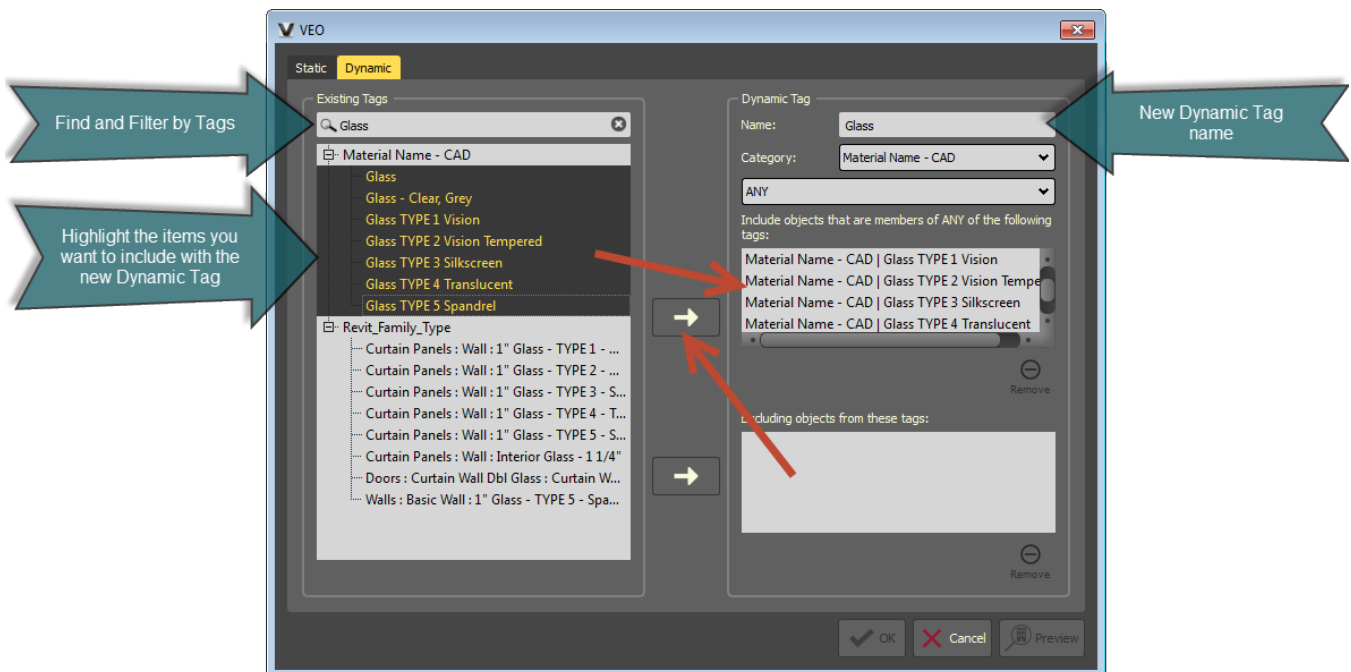 VEO
Static
Dynamic
Find and Filter by Tags
Existing Tags
Glass
Material Name - CAD
Glass
Glass - Clear, Grey
Glass TYPE 1 Vision
Glass TYPE 2 Vision Tempered
Glass TYPE 3 Silkscreen
Glass TYPE 4 Translucent
Glass TYPE 5 Spandrel
Revit_Family_Type
Curtain Panels : Wall : 1" Glass - TYPE 1 - ...
Curtain Panels : Wall : 1" Glass - TYPE 2 - ...
Curtain Panels : Wall : 1" Glass - TYPE 3 - S...
Curtain Panels : Wall : 1" Glass - TYPE 4 - T...
Curtain Panels : Wall : 1" Glass - TYPE 5 - S...
Curtain Panels : Wall : Interior Glass - 1 1/4"
Doors : Curtain Wall Dbl Glass : Curtain W...
Walls : Basic Wall : 1" Glass - TYPE 5 - Spa...
Highlight the items you
want to include with the
new Dynamic Tag
Dynamic Tag
Name:
Glass
Category:
Material Name - CAD
ANY
Include objects that are members of ANY of the following
tags:
Material Name - CAD | Glass TYPE 1 Vision
Material Name - CAD | Glass TYPE 2 Vision Tempe
Material Name - CAD | Glass TYPE 3 Silkscreen
Material Name - CAD | Glass TYPE 4 Translucent
Remove
Excluding objects from these tags:
Remove
New Dynamic Tag
name
OK
Cancel
Preview